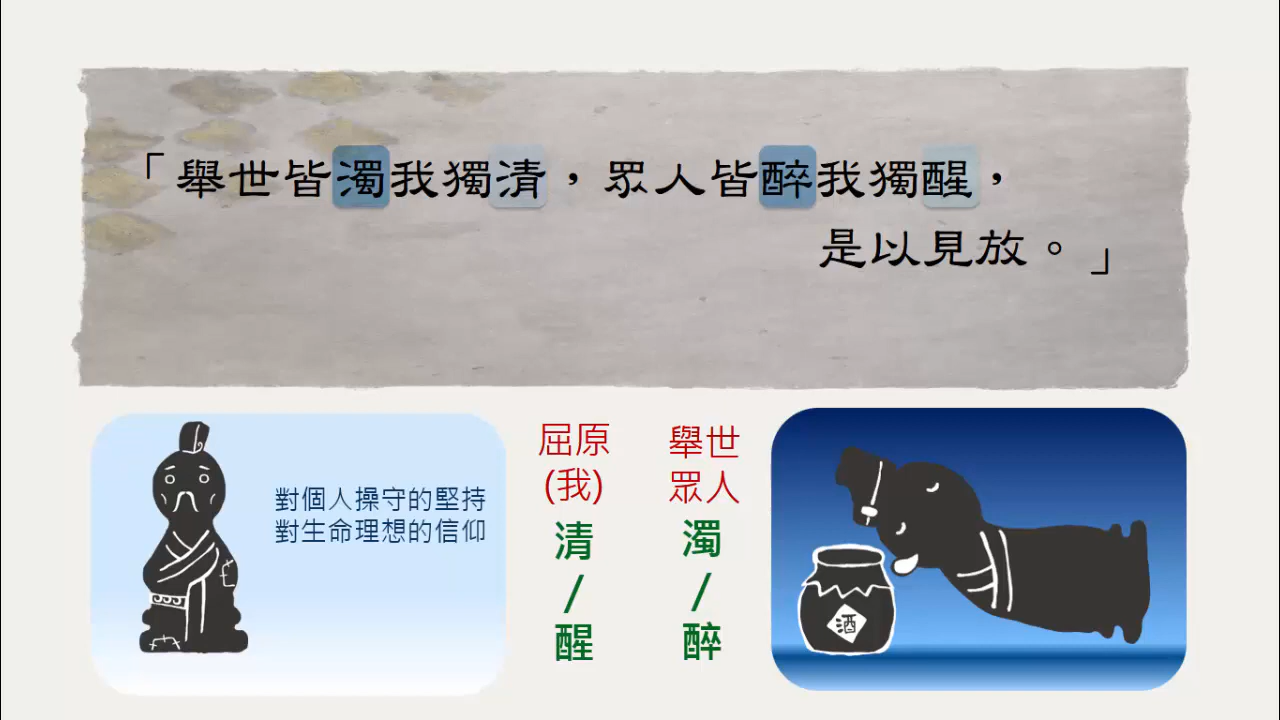 「舉世皆濁我獨清，眾人皆醉我獨醒，
是以見放。」
對個人操守的堅持
對生命理想的信仰
屈原
(我)
清
/
醒
舉世
眾人
濁
/
醉
酒